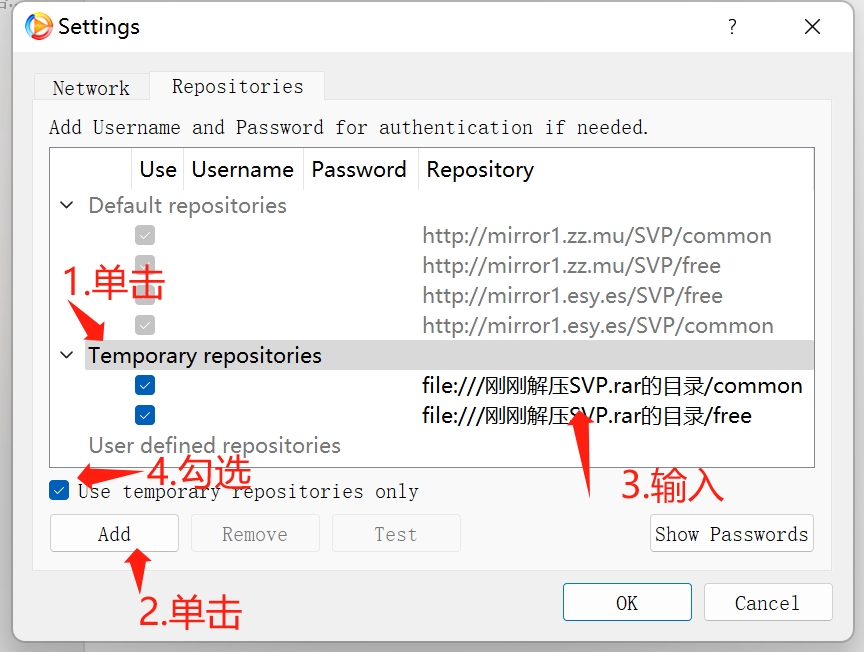 Settings
?
Network
Repositories
Add Username and Password for authentication if needed.
Use Username Password Repository
Default repositories
http://mirror1.zz.mu/SVP/common
http://mirror1.zz.mu/SVP/free
1.单击
http://mirror1.esy.es/SVP/free
http://mirror1.esy.es/SVP/common
Temporary repositories
file:///刚刚解压SVP.rar的目录/common
file:///刚刚解压SVP.rar的目录/free
User defined repositories
4.勾选
3.输入
Use temporary repositories only
Add
Remove
Test
Show Passwords
2.单击
OK
Cancel